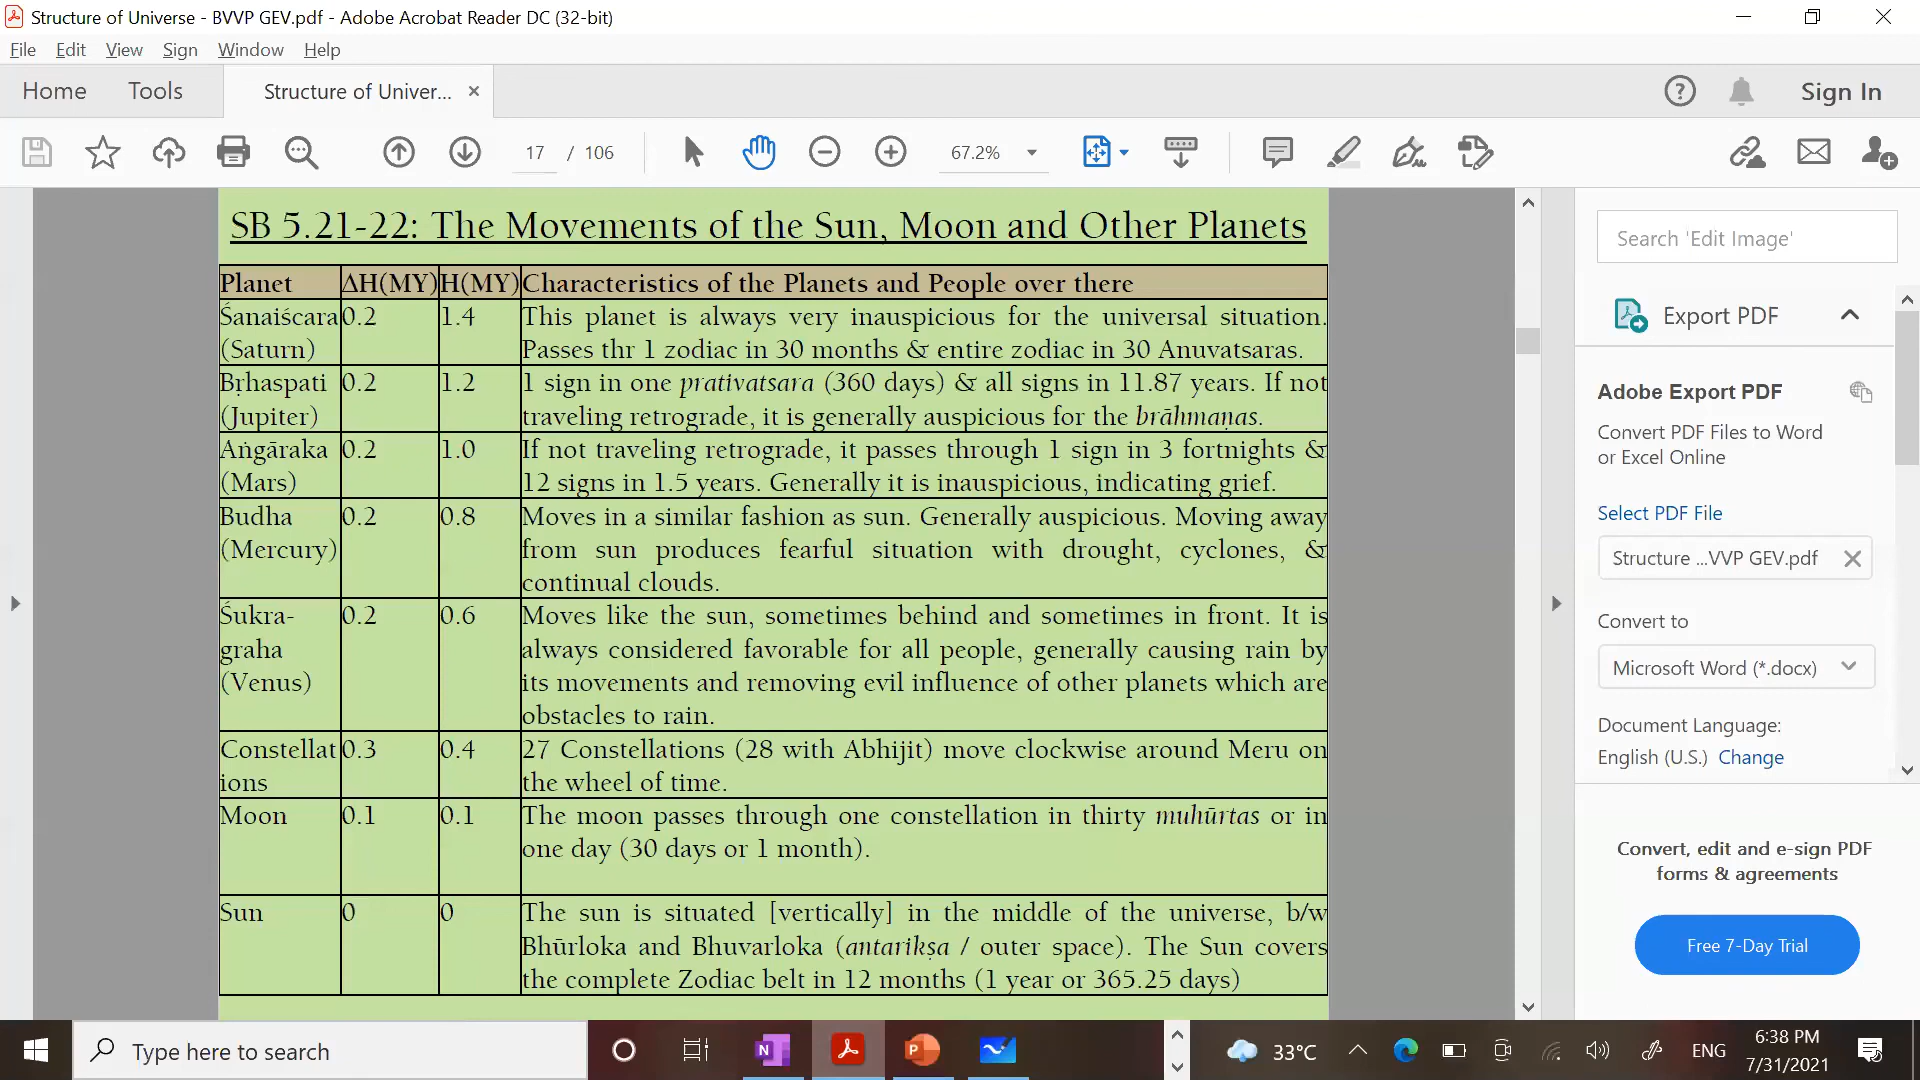 Structure of Universe - BVVP GEV.pdf - Adobe Acrobat Reader DC (32-bit)
File Edit View Sign Window Help
Home Tools Structure of Univer... × Sign In
17 / 106 67.2%
SB 5.21-22: The Movements of the Sun, Moon and Other Planets
Planet ΔH(MY) H(MY) Characteristics of the Planets and People over there
Śanaiścara 0.2 1.4 This planet is always very inauspicious for the universal situation.
(Saturn) Passes thr 1 zodiac in 30 months & entire zodiac in 30 Anuvatsaras.
Bṛhaspati 0.2 1.2 1 sign in one prativatsara (360 days) & all signs in 11.87 years. If not
(Jupiter) traveling retrograde, it is generally auspicious for the brāhmaṇas.
Aṅgāraka 0.2 1.0 If not traveling retrograde, it passes through 1 sign in 3 fortnights &
(Mars) 12 signs in 1.5 years. Generally it is inauspicious, indicating grief.
Budha 0.2 0.8 Moves in a similar fashion as sun. Generally auspicious. Moving away
(Mercury) from sun produces fearful situation with drought, cyclones, &
continual clouds.
Śukra- 0.2 0.6 Moves like the sun, sometimes behind and sometimes in front. It is
graha always considered favorable for all people, generally causing rain by
(Venus) its movements and removing evil influence of other planets which are
obstacles to rain.
Constellat 0.3 0.4 27 Constellations (28 with Abhijit) move clockwise around Meru on
ions the wheel of time.
Moon 0.1 0.1 The moon passes through one constellation in thirty muhūrtas or in
one day (30 days or 1 month).
Sun 0 0 The sun is situated [vertically] in the middle of the universe, b/w
Bhūrloka and Bhuvarloka (antarikṣa / outer space). The Sun covers
the complete Zodiac belt in 12 months (1 year or 365.25 days)
Search 'Edit Image'
Export PDF
Adobe Export PDF
Convert PDF Files to Word
or Excel Online
Select PDF File
Structure ...VVP GEV.pdf
Convert to
Microsoft Word (*.docx)
Document Language:
English (U.S.) Change
Convert, edit and e-sign PDF
forms & agreements
Free 7-Day Trial
Type here to search
33°C
ENG
6:38 PM
7/31/2021